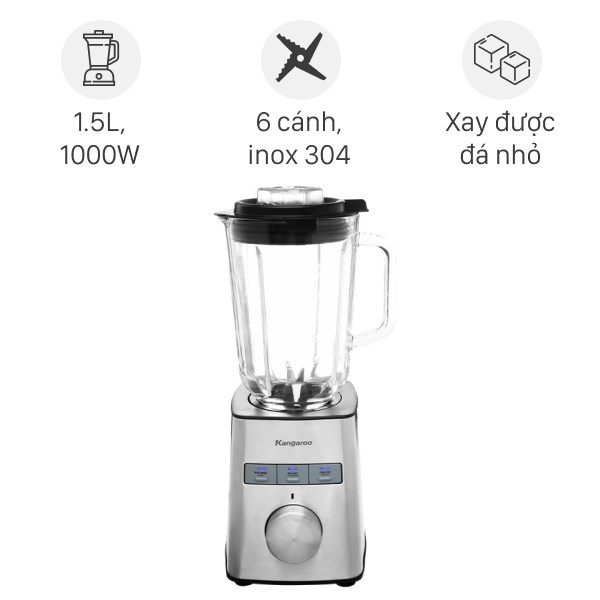 1.5L,
1000W
6 cánh,
inox 304
Xay được
đá nhỏ
Kangaroo